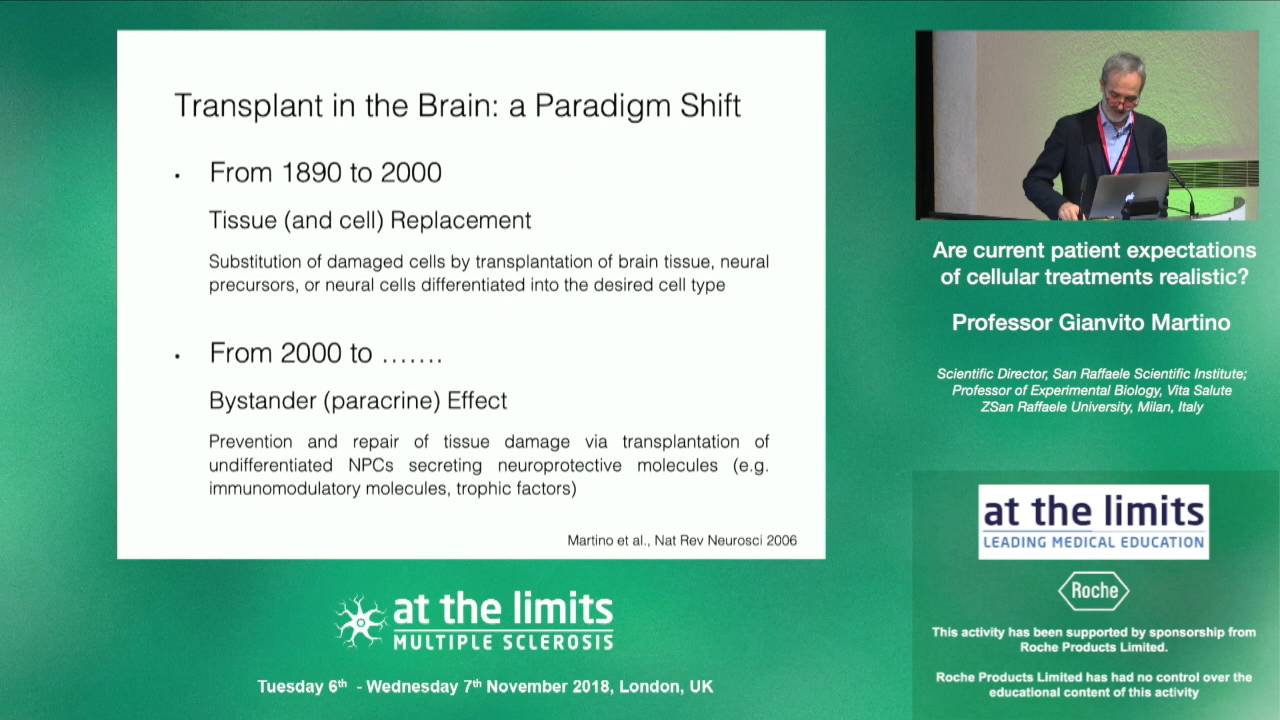 Transplant in the Brain: a Paradigm Shift
• From 1890 to 2000
Tissue (and cell) Replacement
Substitution of damaged cells by transplantation of brain tissue, neural
precursors, or neural cells differentiated into the desired cell type
• From 2000 to …….
Bystander (paracrine) Effect
Prevention and repair of tissue damage via transplantation of
undifferentiated NPCs secreting neuroprotective molecules (e.g.
immunomodulatory molecules, trophic factors)
Martino et al., Nat Rev Neurosci 2006
at the limits
MULTIPLE SCLEROSIS
Tuesday 6th - Wednesday 7th November 2018, London, UK
Are current patient expectations
of cellular treatments realistic?
Professor Gianvito Martino
Scientific Director, San Raffaele Scientific Institute;
Professor of Experimental Biology, Vita Salute
ZSan Raffaele University, Milan, Italy
at the limits
LEADING MEDICAL EDUCATION
Roche
This activity has been supported by sponsorship from
Roche Products Limited.
Roche Products Limited has had no control over the
educational content of this activity